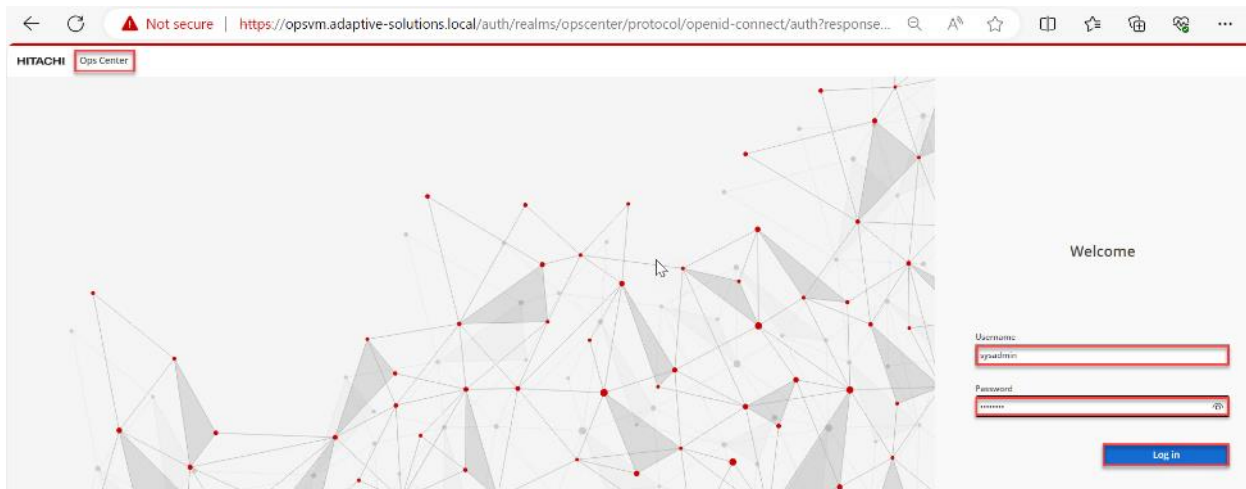 Not secure | https://opsvm.adaptive-solutions.local/auth/realms/opscenter/protocol/openid-connect/auth?response...
HITACHI Ops Center
Welcome
Username
sysadmin
Password
········
Log in